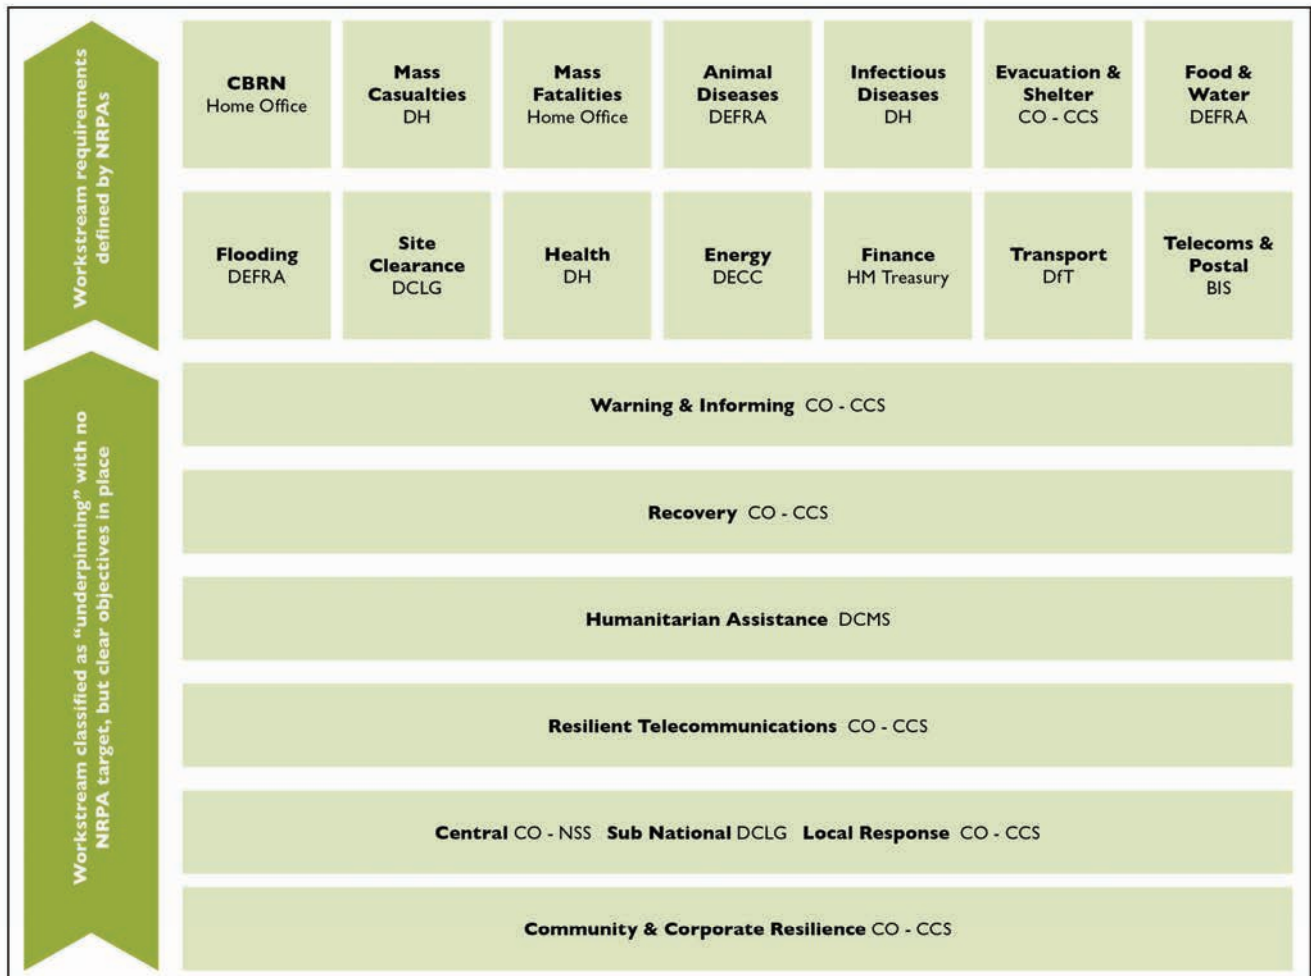 Workstream requirements
defined by NRPAs
CBRN
Home Office
Mass
Casualties
DH
Mass
Fatalities
Home Office
Animal
Diseases
DEFRA
Infectious
Diseases
DH
Evacuation &
Shelter
CO - CCS
Food &
Water
DEFRA
Flooding
DEFRA
Site
Clearance
DCLG
Health
DH
Energy
DECC
Finance
HM Treasury
Transport
DfT
Telecoms &
Postal
BIS
Workstream classified as “underpinning” with no
NRPA target, but clear objectives in place
Warning & Informing CO - CCS
Recovery CO - CCS
Humanitarian Assistance DCMS
Resilient Telecommunications CO - CCS
Central CO - NSS Sub National DCLG Local Response CO - CCS
Community & Corporate Resilience CO - CCS